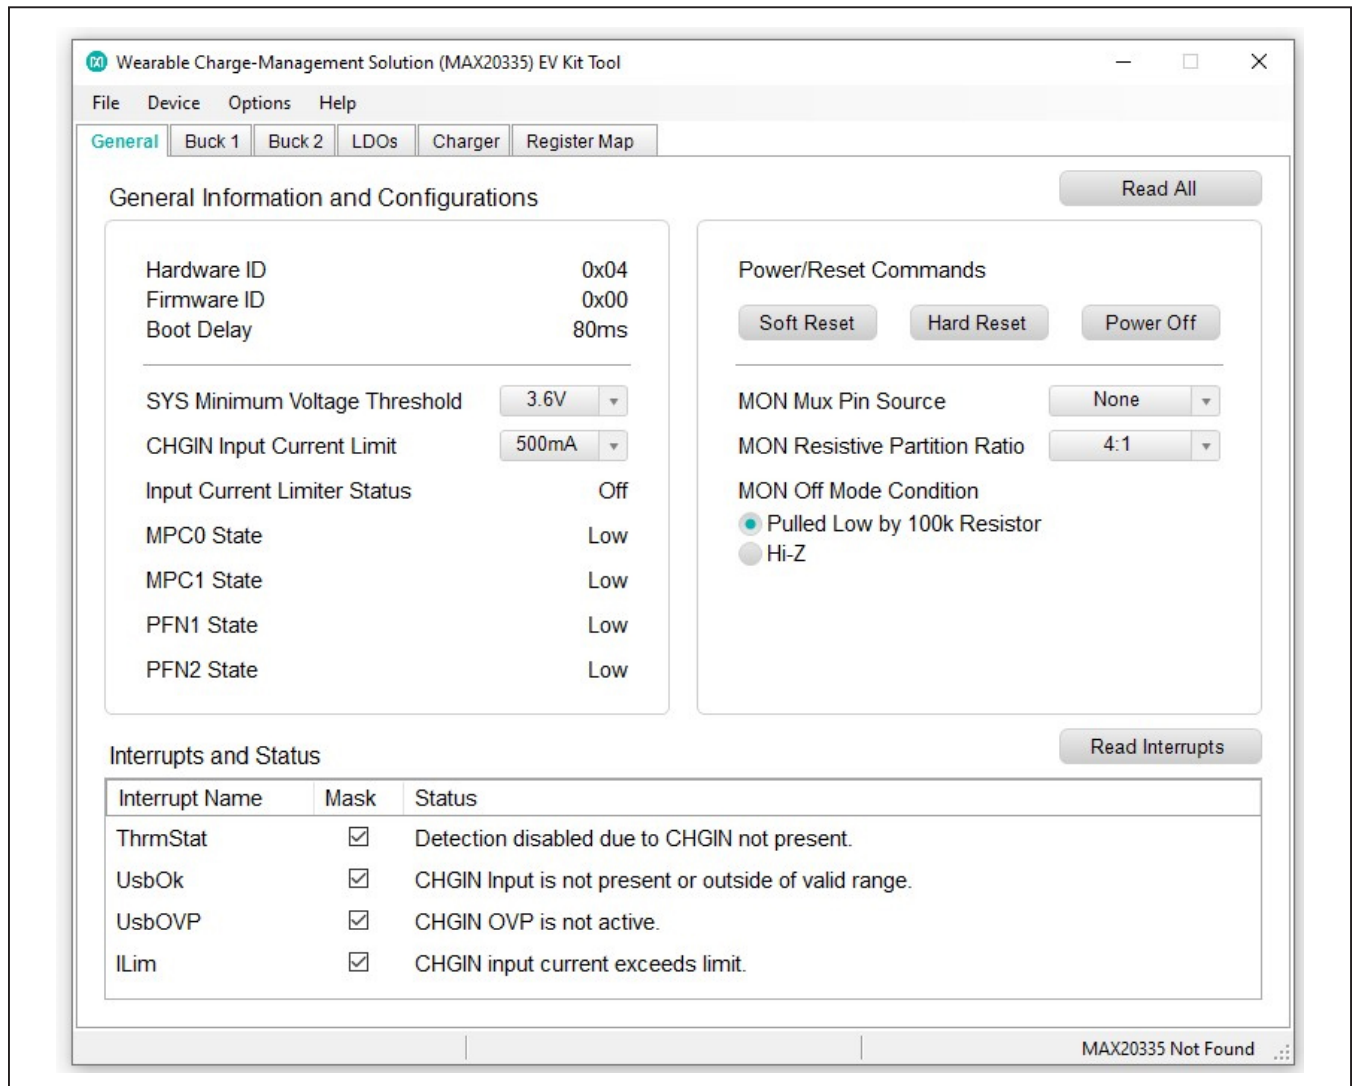 Wearable Charge-Management Solution (MAX20335) EV Kit Tool
File Device Options Help
General Buck 1 Buck 2 LDOs Charger Register Map
General Information and Configurations
Read All
Hardware ID 0x04
Firmware ID 0x00
Boot Delay 80ms
SYS Minimum Voltage Threshold 3.6V
CHGIN Input Current Limit 500mA
Input Current Limiter Status Off
MPC0 State Low
MPC1 State Low
PFN1 State Low
PFN2 State Low
Power/Reset Commands
Soft Reset Hard Reset Power Off
MON Mux Pin Source None
MON Resistive Partition Ratio 4:1
MON Off Mode Condition
Pulled Low by 100k Resistor
Hi-Z
Interrupts and Status
Read Interrupts
Interrupt Name Mask Status
ThrmStat Detection disabled due to CHGIN not present.
UsbOk CHGIN Input is not present or outside of valid range.
UsbOVP CHGIN OVP is not active.
ILim CHGIN input current exceeds limit.
MAX20335 Not Found